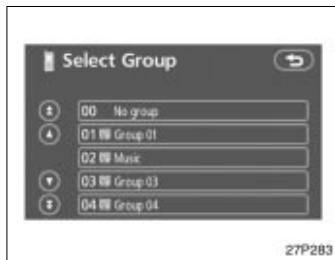 Select Group
00 No group
01 Group 01
02 Music
03 Group 03
04 Group 04
27P283